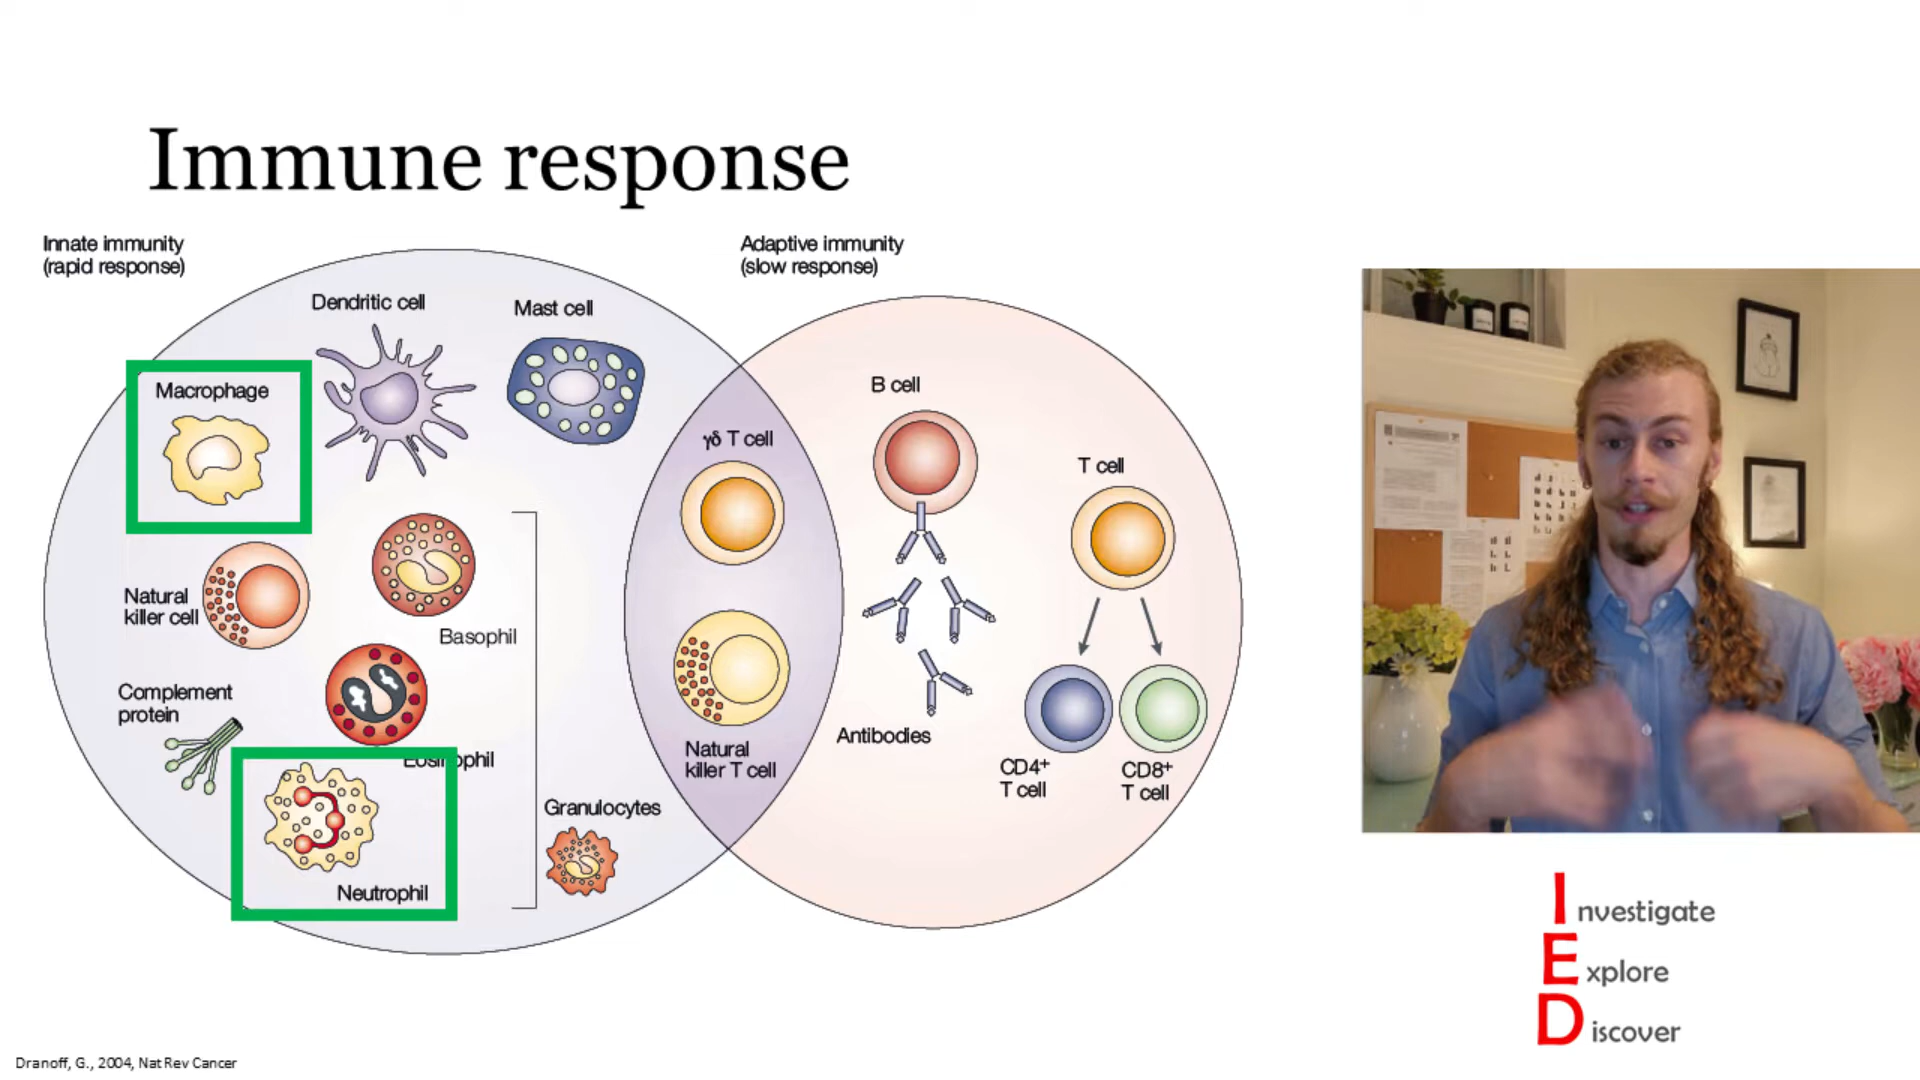 Immune response
Innate immunity
(rapid response)
Adaptive immunity
(slow response)
Dendritic cell
Mast cell
Macrophage
B cell
γδ T cell
T cell
Natural
killer cell
Basophil
Complement
protein
Eosinophil
Antibodies
Natural
killer T cell
CD4+
T cell
CD8+
T cell
Granulocytes
Neutrophil
Investigate
Explore
Discover
Dranoff, G., 2004, Nat Rev Cancer